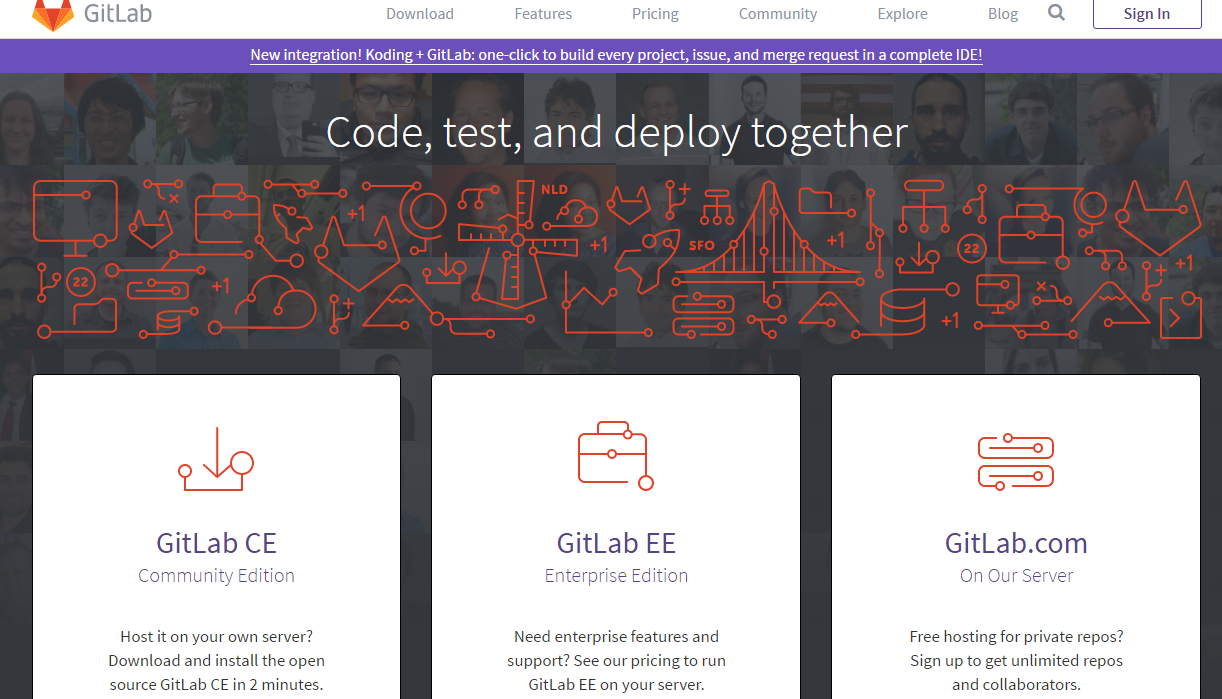 GitLab
Download Features Pricing Community Explore Blog Sign In
New integration! Koding + GitLab: one-click to build every project, issue, and merge request in a complete IDE!
Code, test, and deploy together
NLD
+1
+1
SFO
+1
22
+1
22
+1
+1
GitLab CE
Community Edition
Host it on your own server?
Download and install the open
source GitLab CE in 2 minutes.
GitLab EE
Enterprise Edition
Need enterprise features and
support? See our pricing to run
GitLab EE on your server.
GitLab.com
On Our Server
Free hosting for private repos?
Sign up to get unlimited repos
and collaborators.